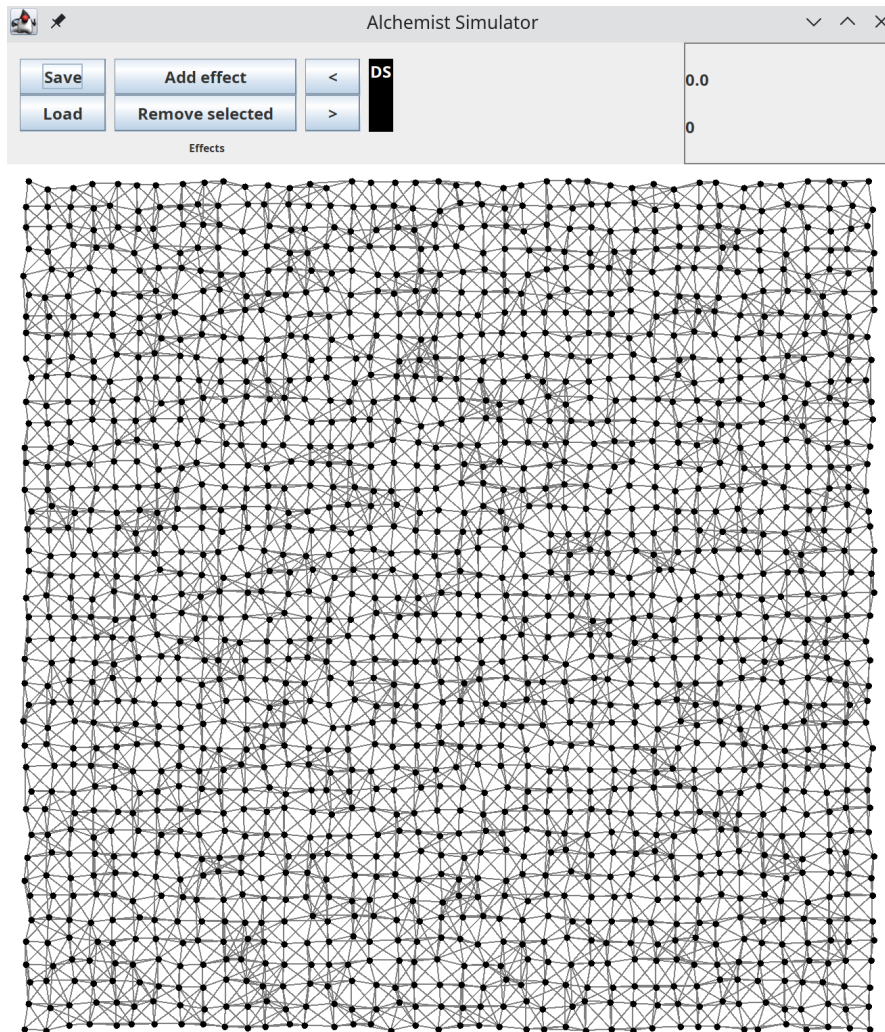 Alchemist Simulator
Save
Add effect
<
DS
Load
Remove selected
>
Effects
0.0
0